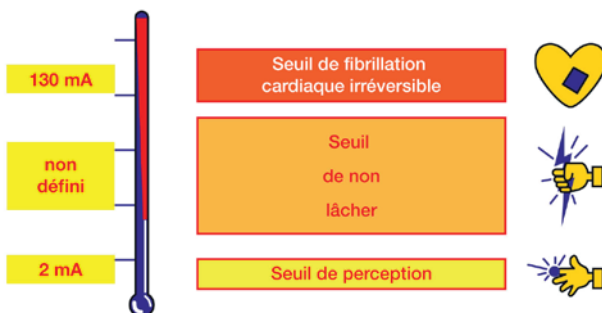 130 mA
Seuil de fibrillation
cardiaque irréversible
non
défini
Seuil
de non
lâcher
2 mA
Seuil de perception